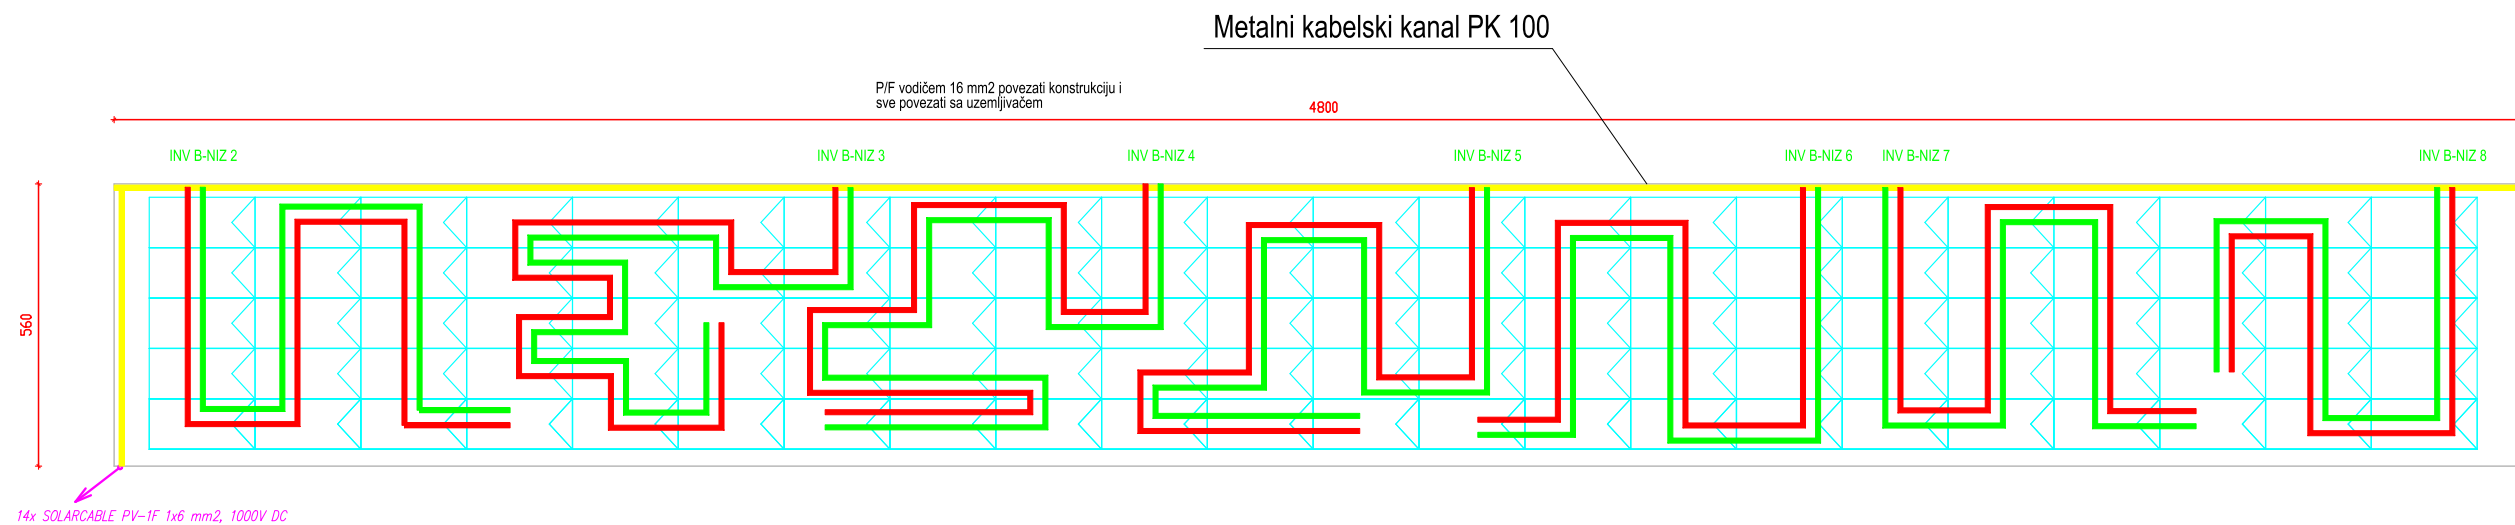 Metalni kabelski kanal PK 100
P/F vodičem 16 mm2 povezati konstrukciju i
sve povezati sa uzemljivačem
4800
INV B-NIZ 2
INV B-NIZ 3
INV B-NIZ 4
INV B-NIZ 5
INV B-NIZ 6
INV B-NIZ 7
INV B-NIZ 8
560
14x SOLARCABLE PV-1F 1x6 mm2, 1000V DC